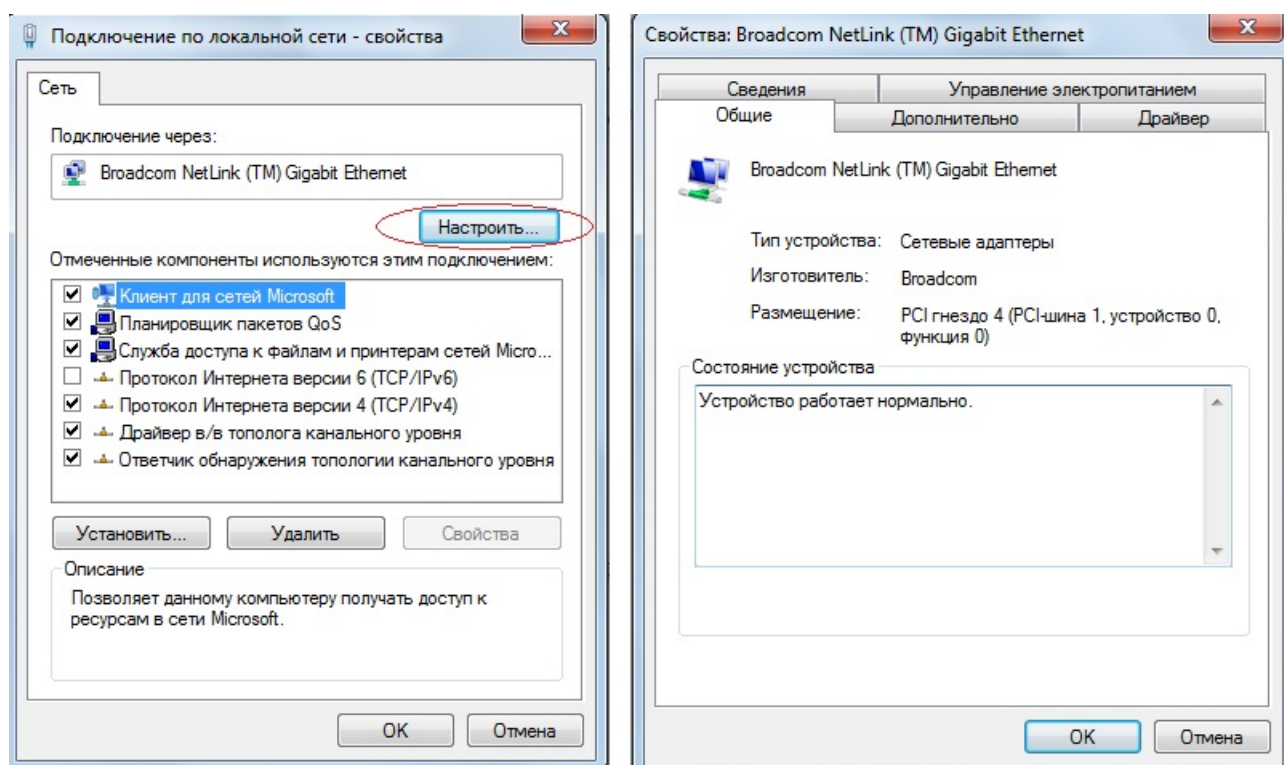 Подключение по локальной сети - свойства
Сеть
Подключение через:
Broadcom NetLink (TM) Gigabit Ethernet
Настроить...
Отмеченные компоненты используются этим подключением:
Клиент для сетей Microsoft
Планировщик пакетов QoS
Служба доступа к файлам и принтерам сетей Micro...
Протокол Интернета версии 6 (TCP/IPv6)
Протокол Интернета версии 4 (TCP/IPv4)
Драйвер в/в тополога канального уровня
Ответчик обнаружения топологии канального уровня
Установить...
Удалить
Свойства
Описание
Позволяет данному компьютеру получать доступ к
ресурсам в сети Microsoft.
OK
Отмена
Свойства: Broadcom NetLink (TM) Gigabit Ethernet
Сведения
Управление электропитанием
Общие
Дополнительно
Драйвер
Broadcom NetLink (TM) Gigabit Ethernet
Тип устройства: Сетевые адаптеры
Изготовитель: Broadcom
Размещение: PCI гнездо 4 (PCI-шина 1, устройство 0,
функция 0)
Состояние устройства
Устройство работает нормально.
OK
Отмена